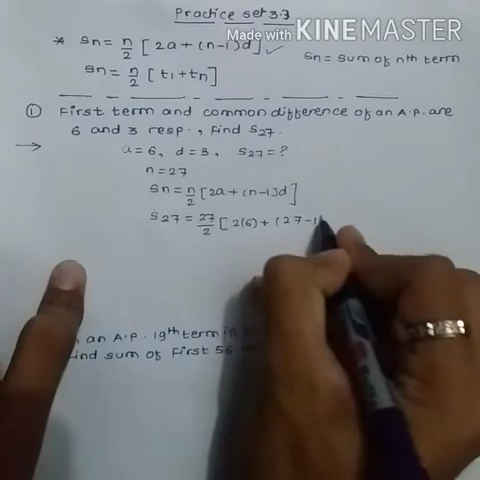 Practice set 3.3
Made with KINEMASTER
* Sn = n/2 [2a + (n-1)d] ✓
Sn = sum of nth term
Sn = n/2 [t1 + tn]
① First term and common difference of an A.P. are
6 and 3 resp., find S27.
→ a = 6, d = 3, S27 = ?
n = 27
Sn = n/2 [2a + (n-1)d]
S27 = 27/2 [2(6) + (27-1)
an A.P. 19th term is
find sum of first 56